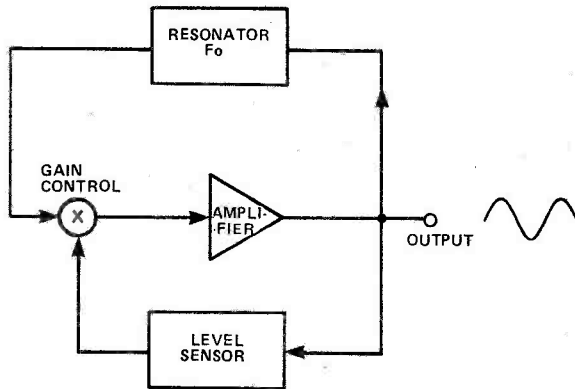 RESONATOR
Fo
GAIN
CONTROL
X
AMPLI-
-FIER
OUTPUT
LEVEL
SENSOR